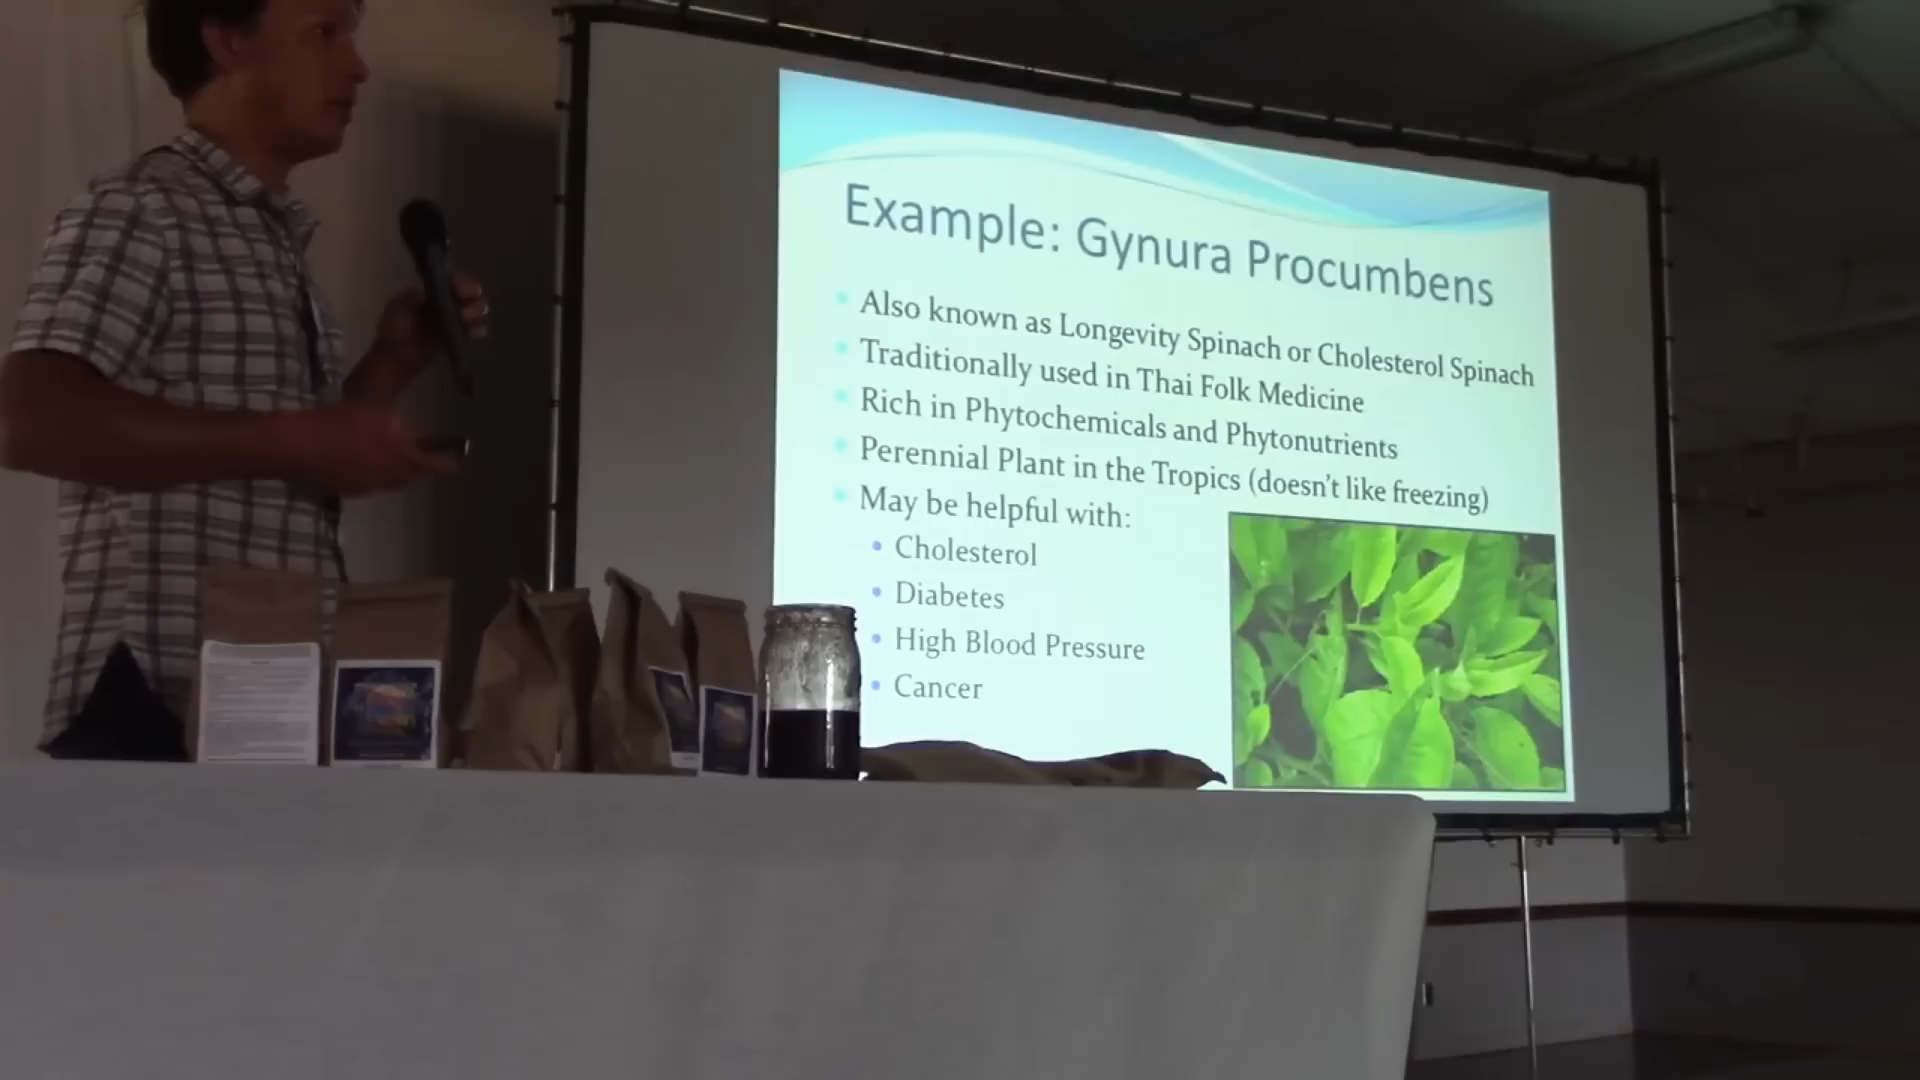 Example: Gynura Procumbens
Also known as Longevity Spinach or Cholesterol Spinach
Traditionally used in Thai Folk Medicine
Rich in Phytochemicals and Phytonutrients
Perennial Plant in the Tropics (doesn't like freezing)
May be helpful with:
Cholesterol
Diabetes
High Blood Pressure
Cancer